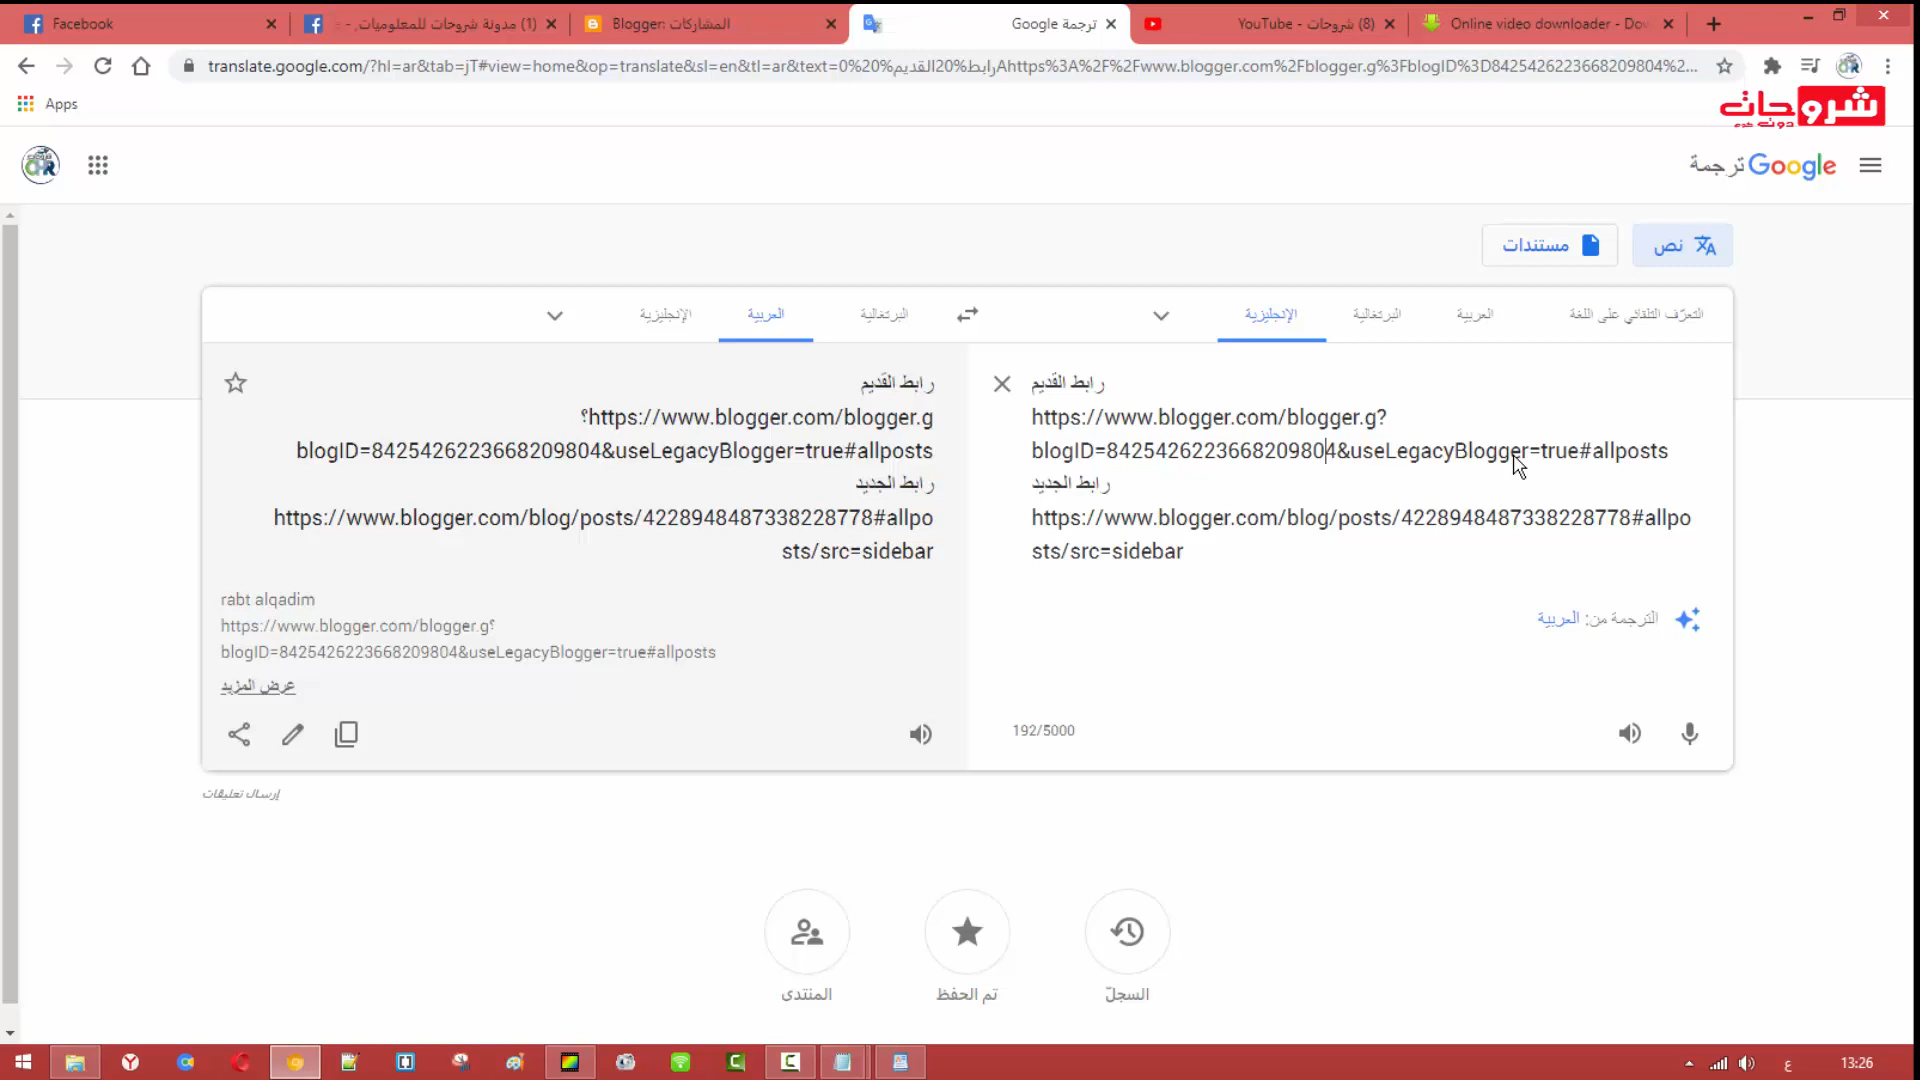 Facebook
(1) مدونة شروحات للمعلوميات, -
Blogger: المشاركات
ترجمة Google
(8) شروحات - YouTube
Online video downloader - Dov
translate.google.com/?hl=ar&tab=jT#view=home&op=translate&sl=en&tl=ar&text=0%20%رابط%20القديمAhttps%3A%2F%2Fwww.blogger.com%2Fblogger.g%3FblogID%3D8425426223668209804%2...
Apps
شروحات
ترجمة Google
نص
مستندات
التعرّف التلقائي على اللغة
العربية
البرتغالية
الإنجليزية
البرتغالية
العربية
الإنجليزية
رابط القديم
https://www.blogger.com/blogger.g?
blogID=8425426223668209804&useLegacyBlogger=true#allposts
رابط الجديد
https://www.blogger.com/blog/posts/4228948487338228778#allpo
sts/src=sidebar
الترجمة من: العربية
192/5000
رابط القَديم
https://www.blogger.com/blogger.g؟
blogID=8425426223668209804&useLegacyBlogger=true#allposts
رابط الجديد
https://www.blogger.com/blog/posts/4228948487338228778#allpo
sts/src=sidebar
rabt alqadim
https://www.blogger.com/blogger.g؟
blogID=8425426223668209804&useLegacyBlogger=true#allposts
عرض المزيد
إرسال تعليقات
السجلّ
تم الحفظ
المنتدى
ع
13:26